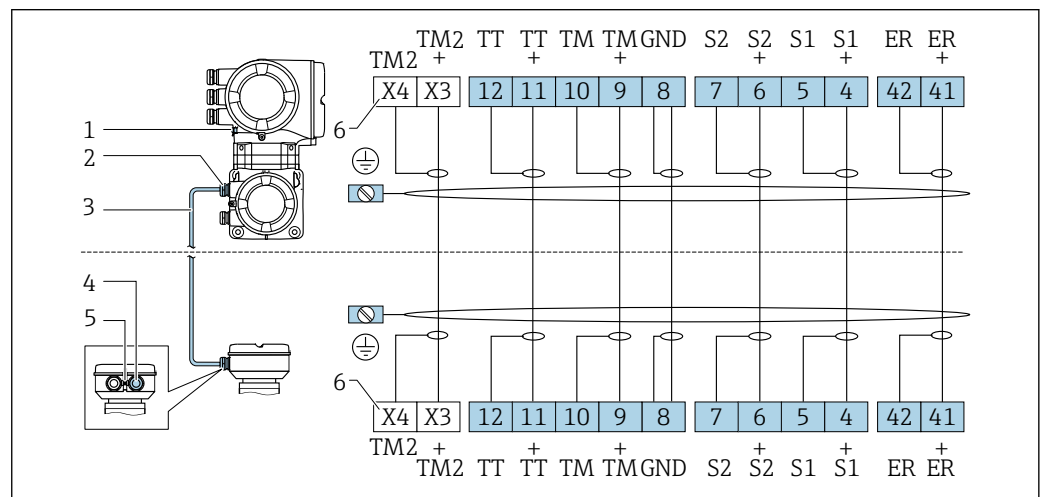 TM2 TT TT TM TM GND S2 S2 S1 S1 ER ER
TM2 + + + + + +
X4 X3 12 11 10 9 8 7 6 5 4 42 41
1
2
3
6
4
5
6
X4 X3 12 11 10 9 8 7 6 5 4 42 41
TM2 + + + + + +
TM2 TT TT TM TM GND S2 S2 S1 S1 ER ER